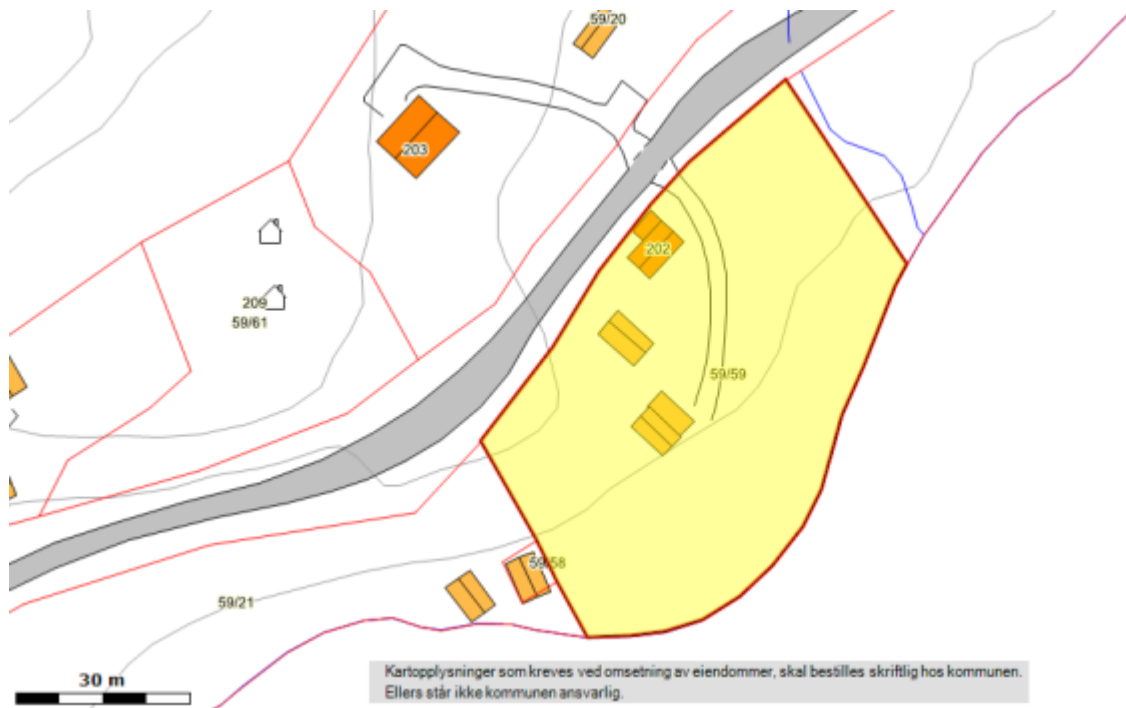 59/20
203
202
209
59/61
59/59
59/58
59/21
30 m
Kartopplysninger som kreves ved omsetning av eiendommer, skal bestilles skriftlig hos kommunen.
Ellers står ikke kommunen ansvarlig.